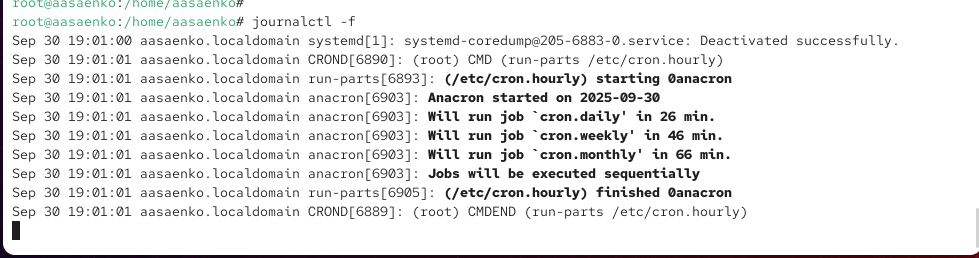 root@aasaenko:/home/aasaenko#
root@aasaenko:/home/aasaenko# journalctl -f
Sep 30 19:01:00 aasaenko.localdomain systemd[1]: systemd-coredump@205-6883-0.service: Deactivated successfully.
Sep 30 19:01:01 aasaenko.localdomain CROND[6890]: (root) CMD (run-parts /etc/cron.hourly)
Sep 30 19:01:01 aasaenko.localdomain run-parts[6893]: (/etc/cron.hourly) starting 0anacron
Sep 30 19:01:01 aasaenko.localdomain anacron[6903]: Anacron started on 2025-09-30
Sep 30 19:01:01 aasaenko.localdomain anacron[6903]: Will run job `cron.daily' in 26 min.
Sep 30 19:01:01 aasaenko.localdomain anacron[6903]: Will run job `cron.weekly' in 46 min.
Sep 30 19:01:01 aasaenko.localdomain anacron[6903]: Will run job `cron.monthly' in 66 min.
Sep 30 19:01:01 aasaenko.localdomain anacron[6903]: Jobs will be executed sequentially
Sep 30 19:01:01 aasaenko.localdomain run-parts[6905]: (/etc/cron.hourly) finished 0anacron
Sep 30 19:01:01 aasaenko.localdomain CROND[6889]: (root) CMDEND (run-parts /etc/cron.hourly)